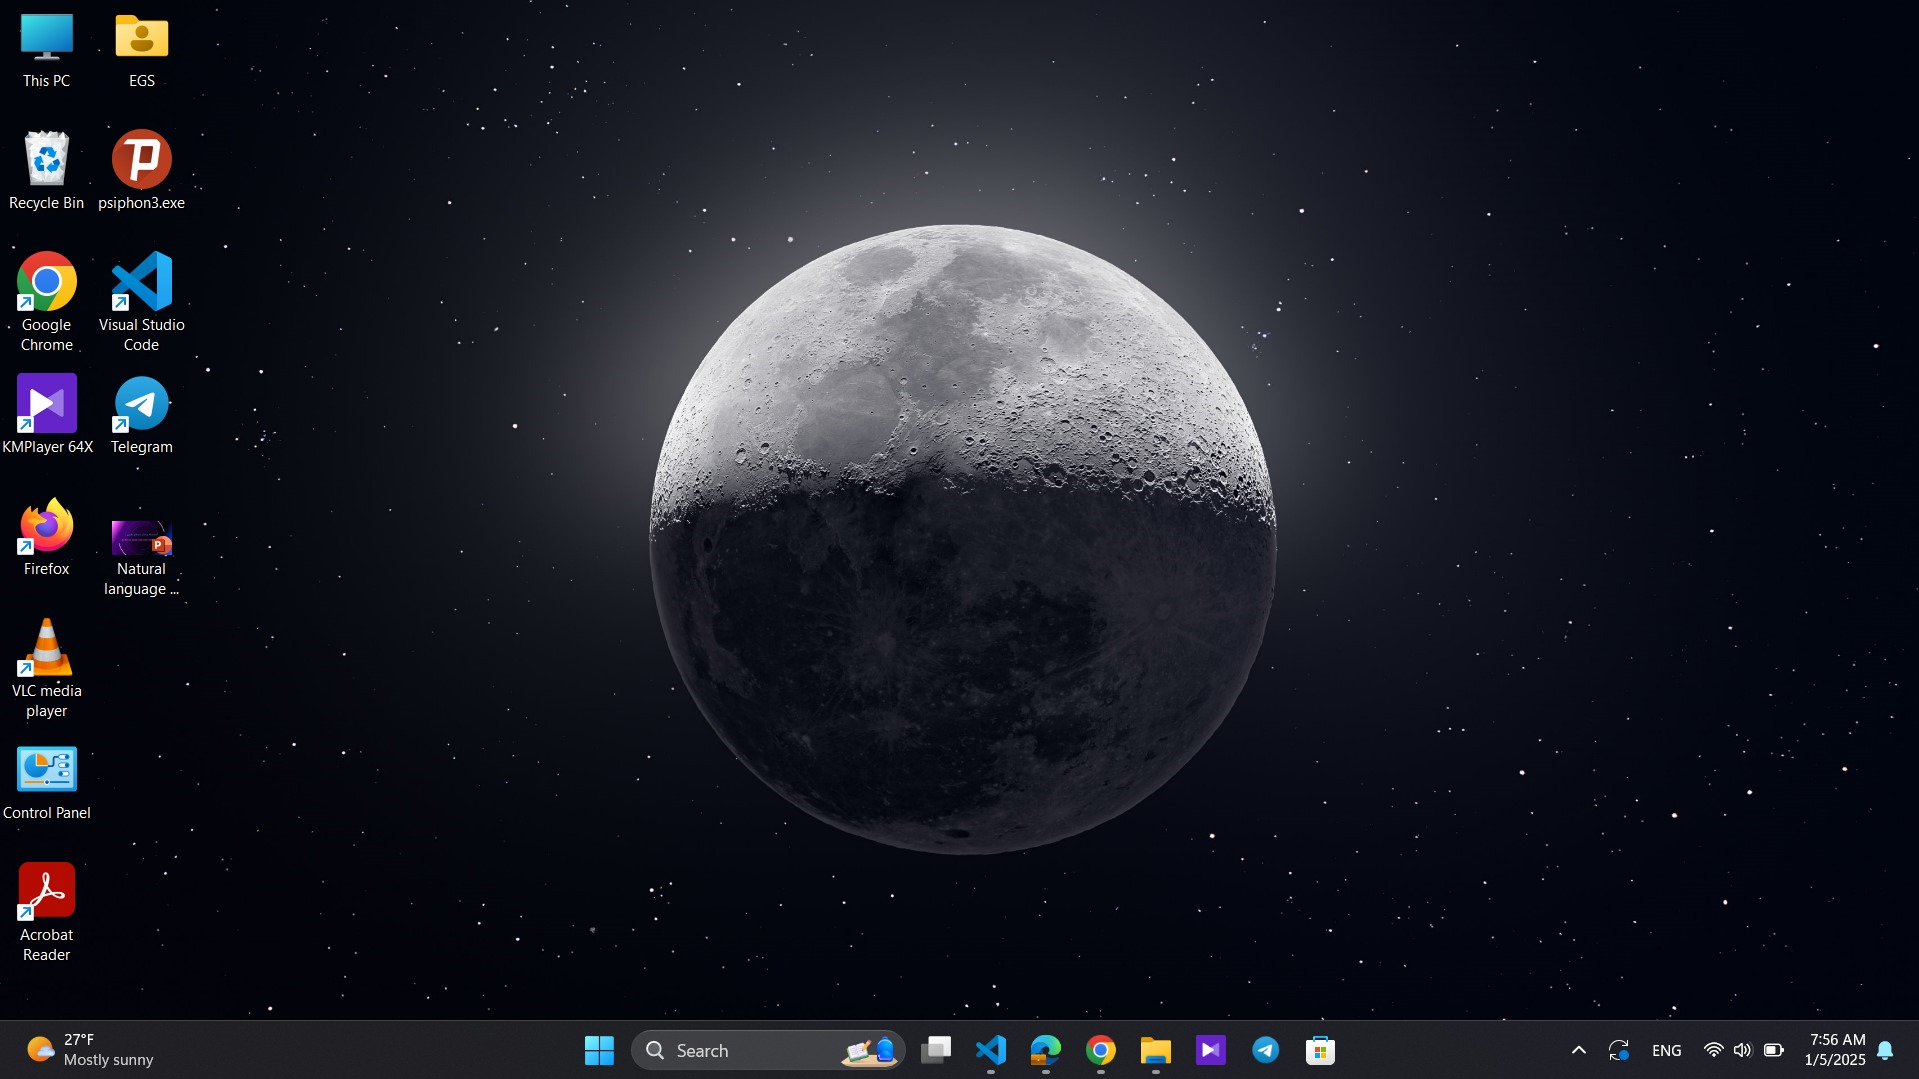 This PC
EGS
Recycle Bin
psiphon3.exe
Google
Chrome
Visual Studio
Code
KMPlayer 64X
Telegram
Firefox
Natural
language ...
VLC media
player
Control Panel
Acrobat
Reader
27°F
Mostly sunny
Search
ENG
7:56 AM
1/5/2025